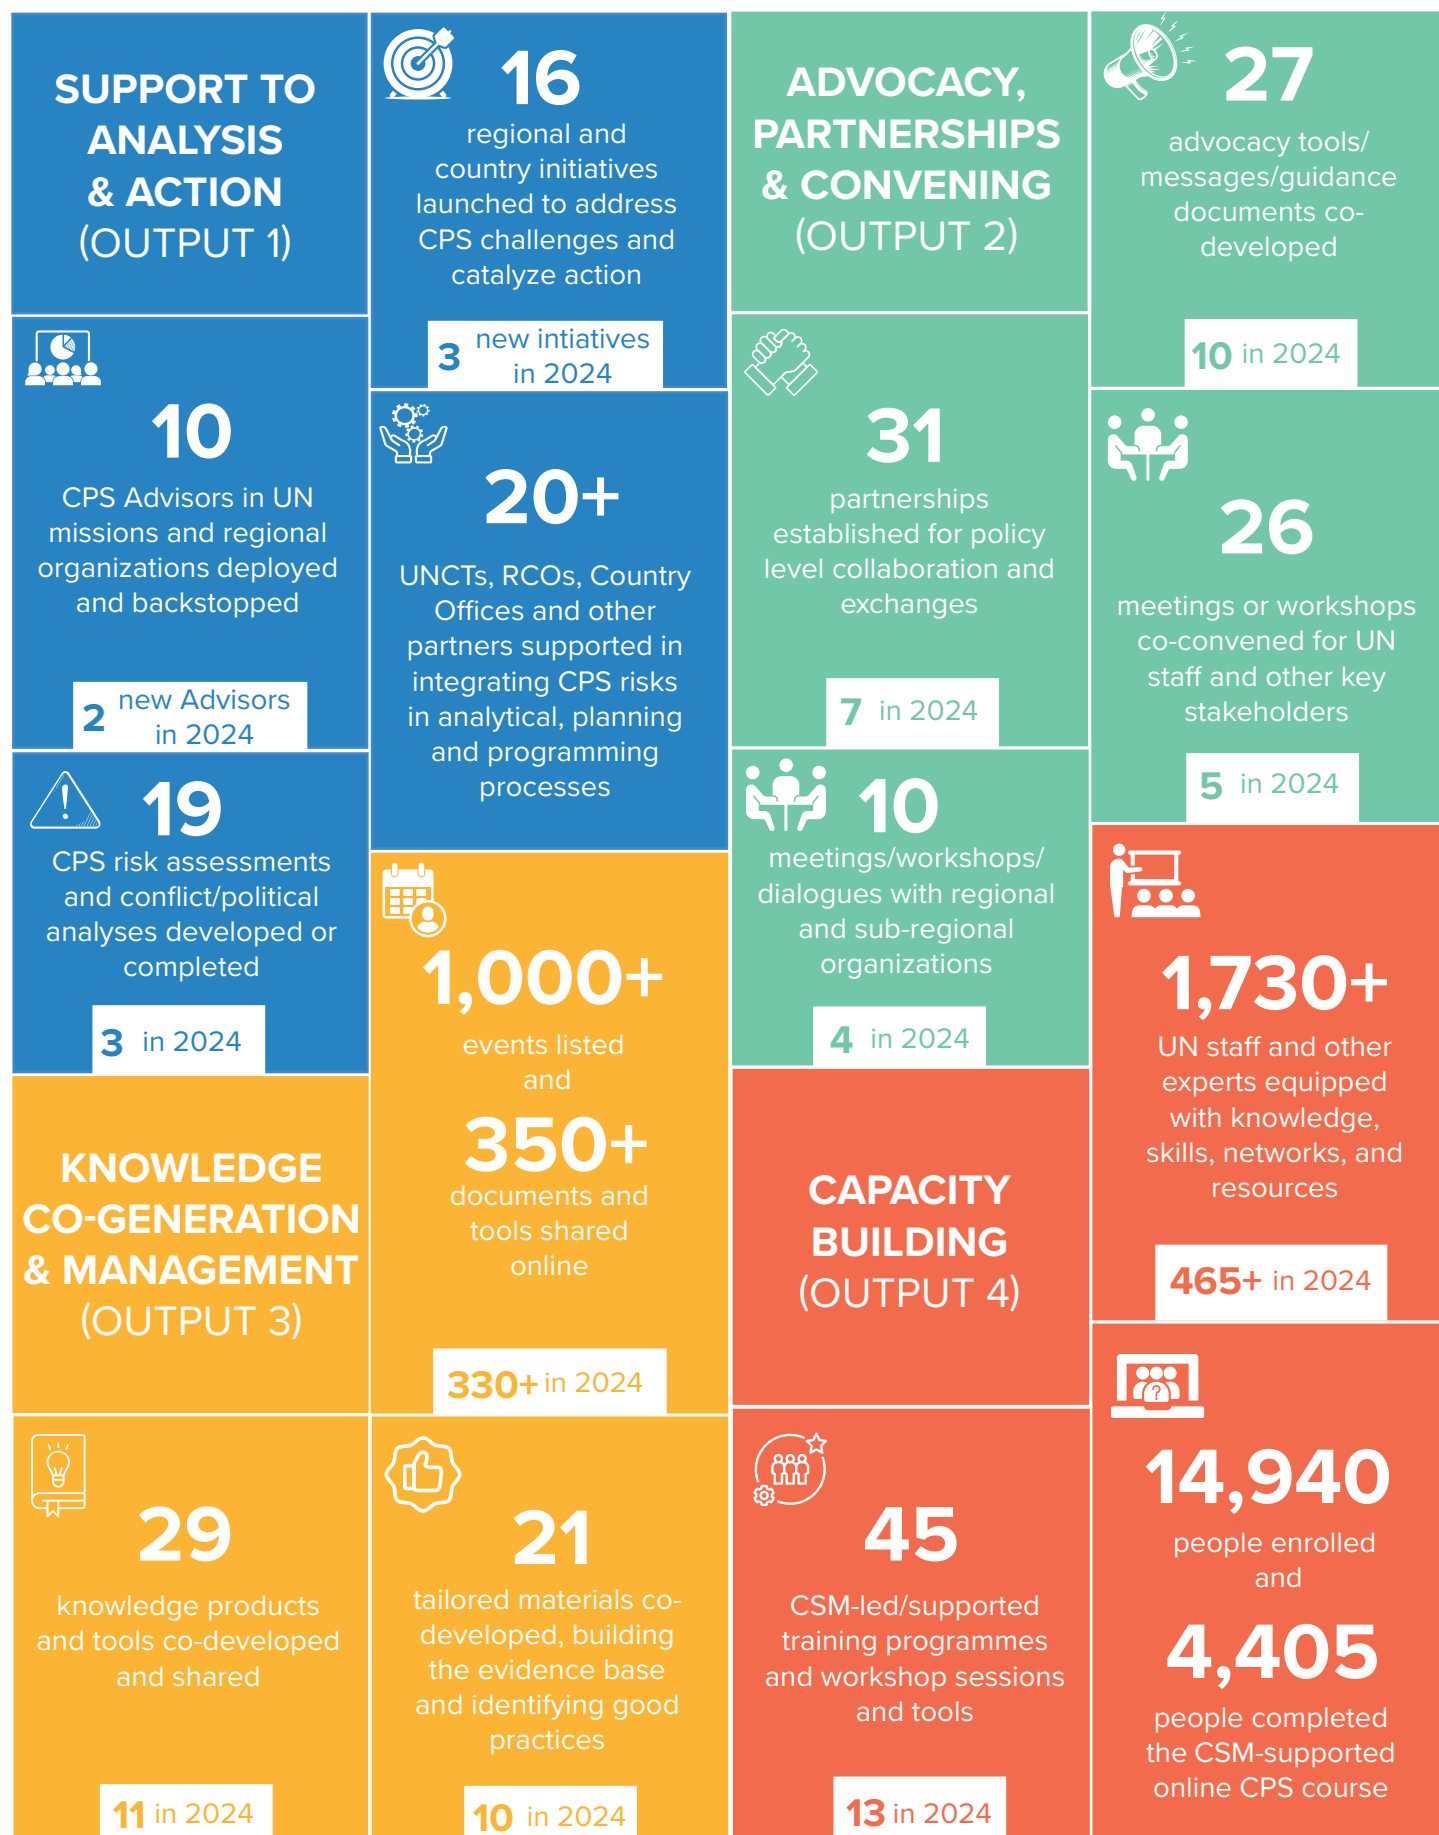 SUPPORT TO
ANALYSIS
& ACTION
(OUTPUT 1)
16
regional and
country initiatives
launched to address
CPS challenges and
catalyze action
3 new intiatives
in 2024
10
CPS Advisors in UN
missions and regional
organizations deployed
and backstopped
2 new Advisors
in 2024
20+
UNCTs, RCOs, Country
Offices and other
partners supported in
integrating CPS risks
in analytical, planning
and programming
processes
19
CPS risk assessments
and conflict/political
analyses developed or
completed
3 in 2024
ADVOCACY,
PARTNERSHIPS
& CONVENING
(OUTPUT 2)
27
advocacy tools/
messages/guidance
documents co-
developed
10 in 2024
31
partnerships
established for policy
level collaboration and
exchanges
7 in 2024
26
meetings or workshops
co-convened for UN
staff and other key
stakeholders
5 in 2024
10
meetings/workshops/
dialogues with regional
and sub-regional
organizations
4 in 2024
KNOWLEDGE
CO-GENERATION
& MANAGEMENT
(OUTPUT 3)
1,000+
events listed
and
350+
documents and
tools shared
online
330+ in 2024
29
knowledge products
and tools co-developed
and shared
11 in 2024
21
tailored materials co-
developed, building
the evidence base
and identifying good
practices
10 in 2024
CAPACITY
BUILDING
(OUTPUT 4)
1,730+
UN staff and other
experts equipped
with knowledge,
skills, networks, and
resources
465+ in 2024
45
CSM-led/supported
training programmes
and workshop sessions
and tools
13 in 2024
?
14,940
people enrolled
and
4,405
people completed
the CSM-supported
online CPS course